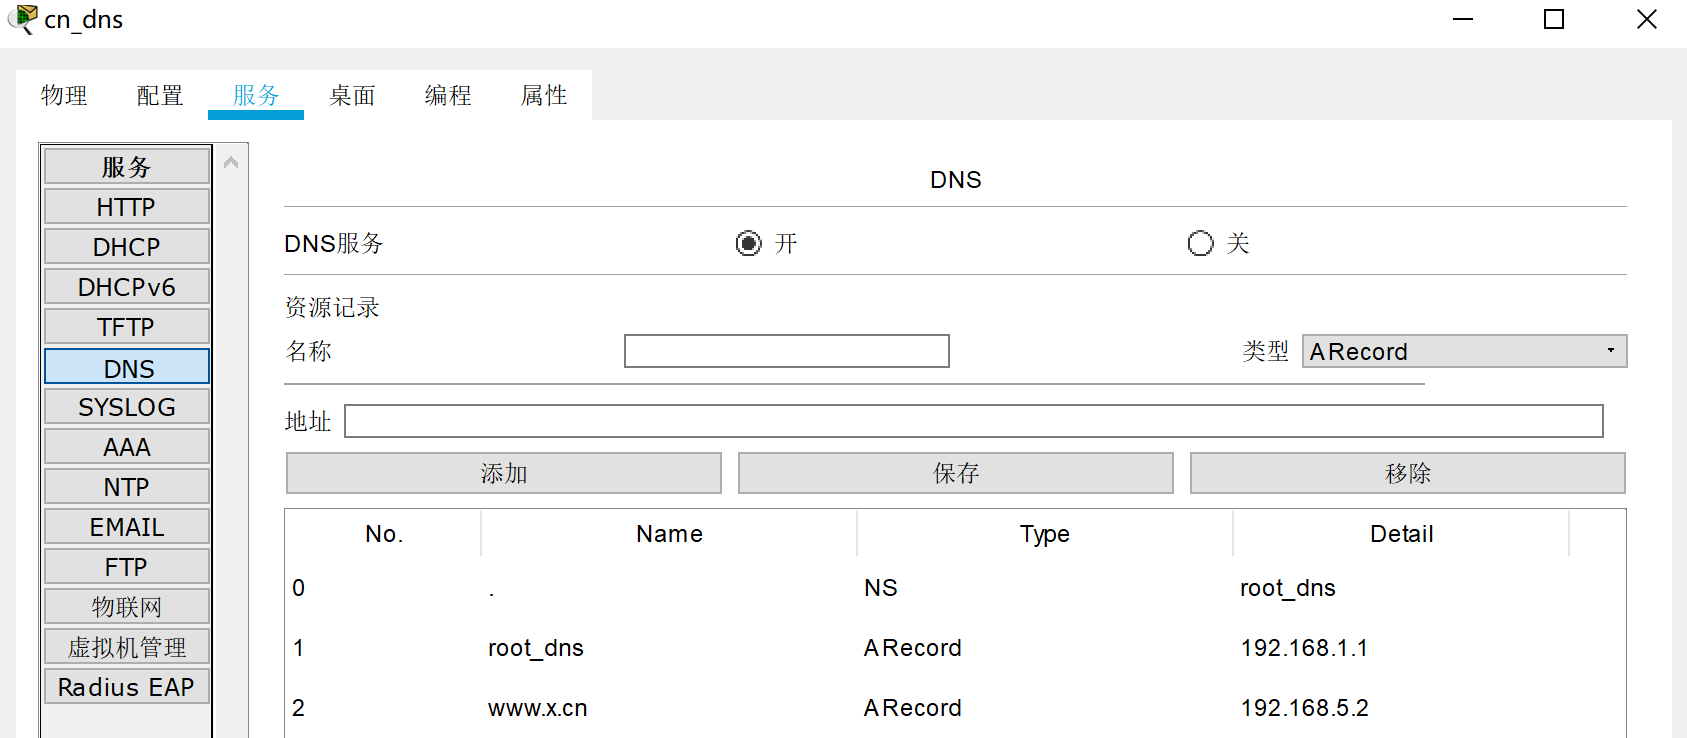 cn_dns
物理 配置 服务 桌面 编程 属性
服务
HTTP
DHCP
DHCPv6
TFTP
DNS
SYSLOG
AAA
NTP
EMAIL
FTP
物联网
虚拟机管理
Radius EAP
DNS
DNS服务 开 关
资源记录
名称 类型 A Record
地址
添加 保存 移除
No. Name Type Detail
0 . NS root_dns
1 root_dns A Record 192.168.1.1
2 www.x.cn A Record 192.168.5.2